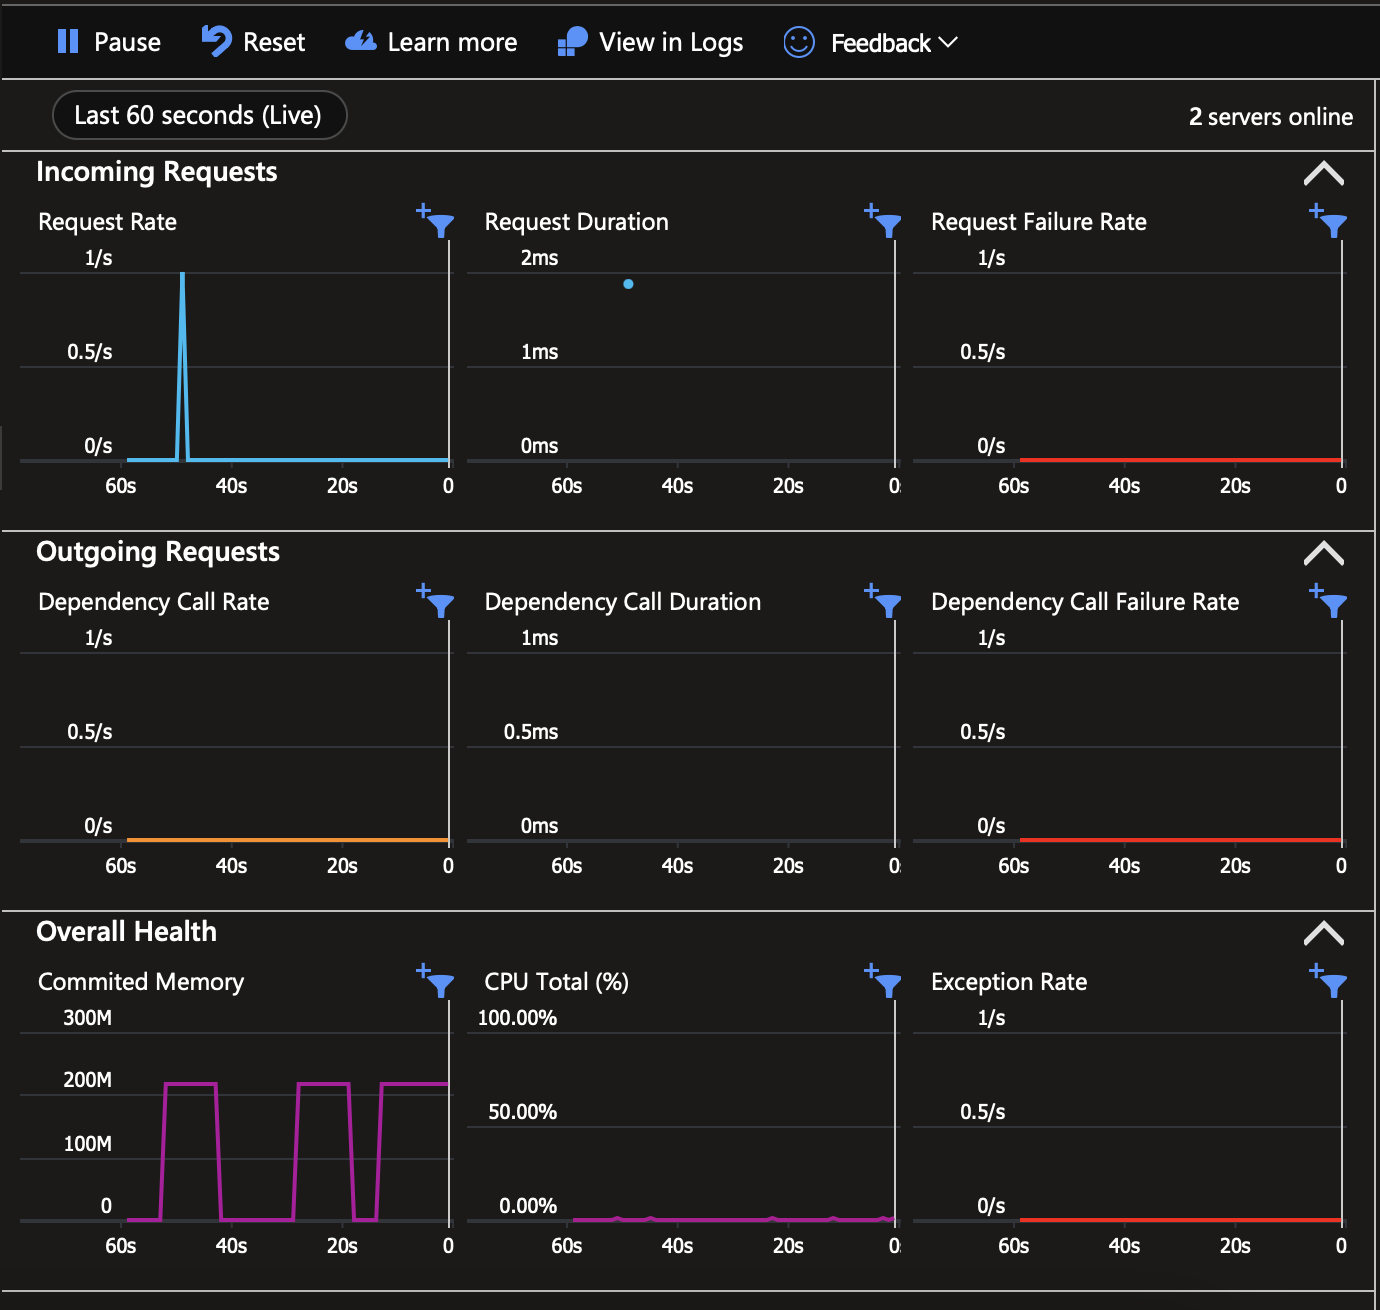 Pause Reset Learn more View in Logs Feedback
Last 60 seconds (Live) 2 servers online
Incoming Requests
Request Rate
1/s
0.5/s
0/s
60s 40s 20s 0
Request Duration
2ms
1ms
0ms
60s 40s 20s 0
Request Failure Rate
1/s
0.5/s
0/s
60s 40s 20s 0
Outgoing Requests
Dependency Call Rate
1/s
0.5/s
0/s
60s 40s 20s 0
Dependency Call Duration
1ms
0.5ms
0ms
60s 40s 20s 0
Dependency Call Failure Rate
1/s
0.5/s
0/s
60s 40s 20s 0
Overall Health
Commited Memory
300M
200M
100M
0
60s 40s 20s 0
CPU Total (%)
100.00%
50.00%
0.00%
60s 40s 20s 0
Exception Rate
1/s
0.5/s
0/s
60s 40s 20s 0